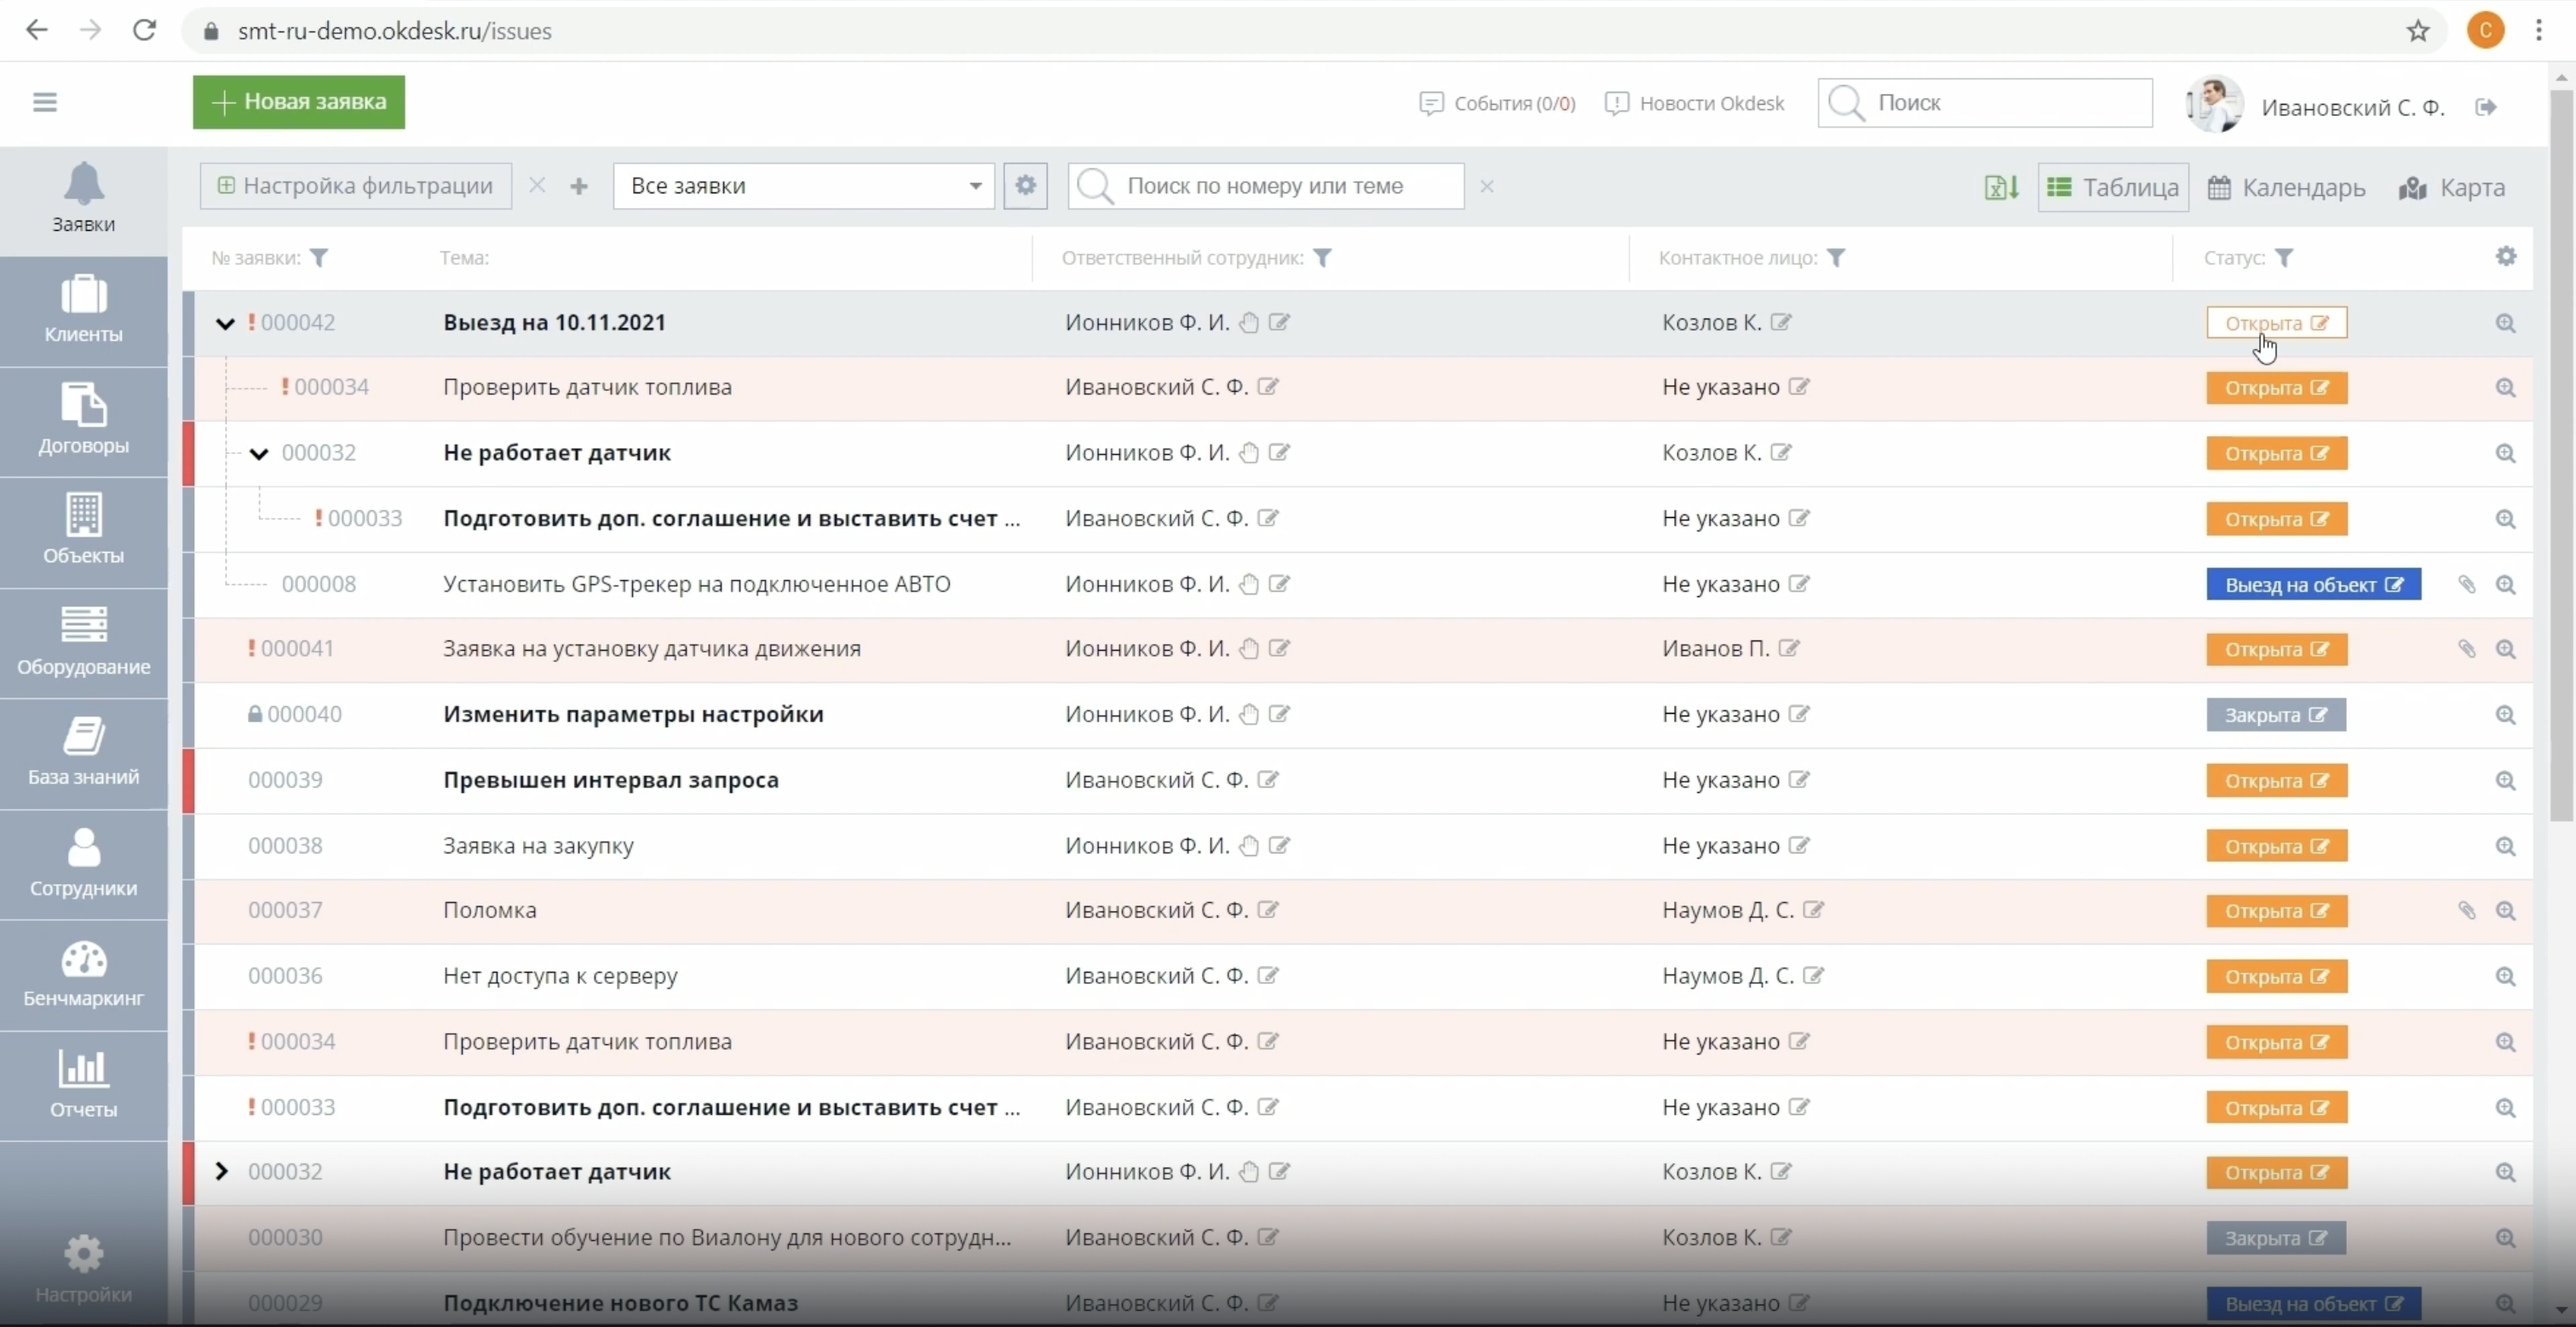 smt-ru-demo.okdesk.ru/issues
Новая заявка
События (0/0)
Новости Okdesk
Поиск
Ивановский С. Ф.
C
Настройка фильтрации
Все заявки
Поиск по номеру или теме
Таблица
Календарь
Карта
Заявки
Клиенты
Договоры
Объекты
Оборудование
База знаний
Сотрудники
Бенчмаркинг
Отчеты
Настройки
№ заявки: Тема: Ответственный сотрудник: Контактное лицо: Статус:
!000042 Выезд на 10.11.2021 Ионников Ф. И. Козлов К. Открыта
!000034 Проверить датчик топлива Ивановский С. Ф. Не указано Открыта
000032 Не работает датчик Ионников Ф. И. Козлов К. Открыта
!000033 Подготовить доп. соглашение и выставить счет ... Ивановский С. Ф. Не указано Открыта
000008 Установить GPS-трекер на подключенное АВТО Ионников Ф. И. Не указано Выезд на объект
!000041 Заявка на установку датчика движения Ионников Ф. И. Иванов П. Открыта
000040 Изменить параметры настройки Ионников Ф. И. Не указано Закрыта
000039 Превышен интервал запроса Ивановский С. Ф. Не указано Открыта
000038 Заявка на закупку Ионников Ф. И. Не указано Открыта
000037 Поломка Ивановский С. Ф. Наумов Д. С. Открыта
000036 Нет доступа к серверу Ивановский С. Ф. Наумов Д. С. Открыта
!000034 Проверить датчик топлива Ивановский С. Ф. Не указано Открыта
!000033 Подготовить доп. соглашение и выставить счет ... Ивановский С. Ф. Не указано Открыта
000032 Не работает датчик Ионников Ф. И. Козлов К. Открыта
000030 Провести обучение по Виалону для нового сотрудн... Ивановский С. Ф. Козлов К. Закрыта
000029 Подключение нового ТС Камаз Ивановский С. Ф. Не указано Выезд на объект